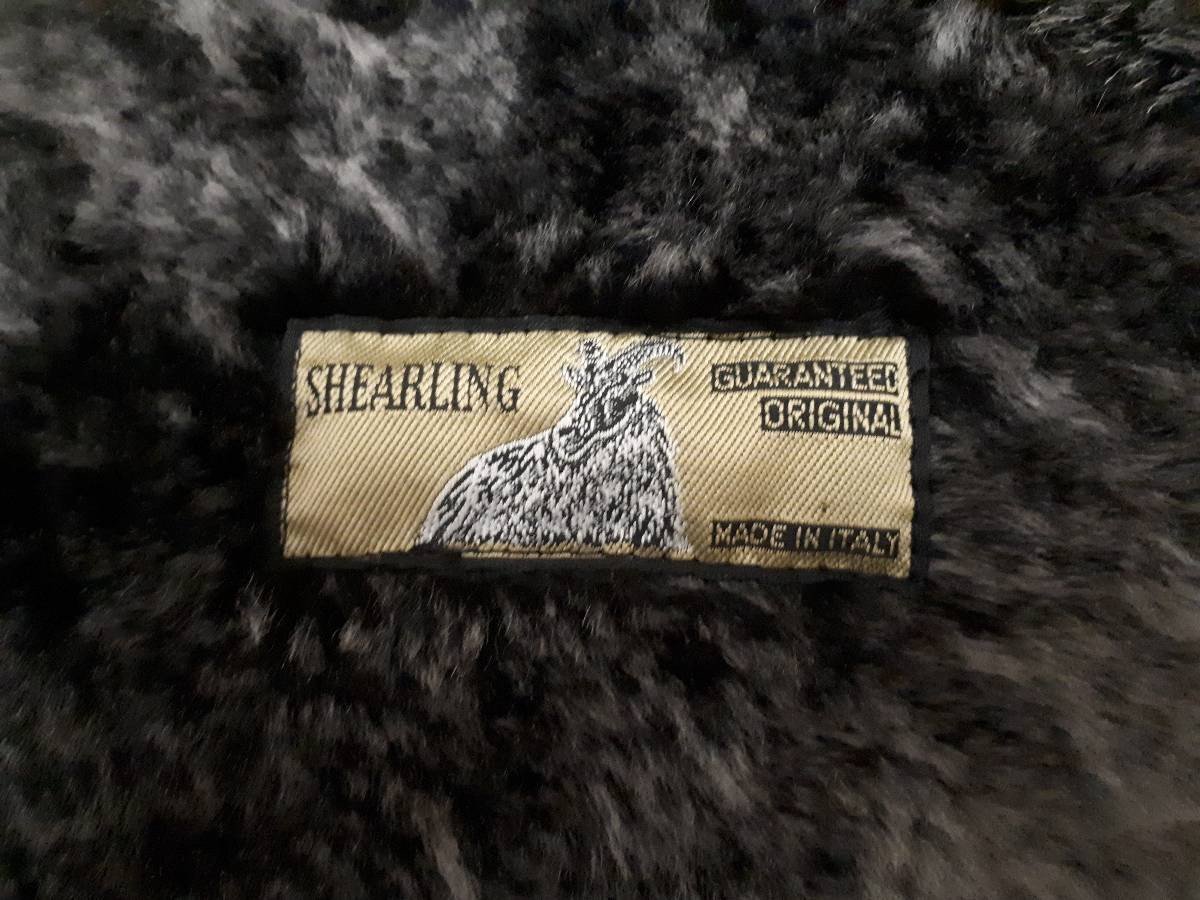 SHEARLING
GUARANTEED
ORIGINAL
MADE IN ITALY